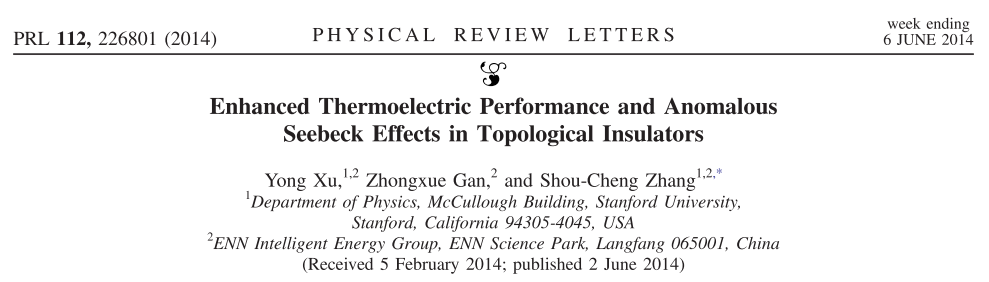 PRL 112, 226801 (2014)
PHYSICAL REVIEW LETTERS
week ending
6 JUNE 2014
Enhanced Thermoelectric Performance and Anomalous
Seebeck Effects in Topological Insulators
Yong Xu,1,2 Zhongxue Gan,2 and Shou-Cheng Zhang1,2,*
1Department of Physics, McCullough Building, Stanford University,
Stanford, California 94305-4045, USA
2ENN Intelligent Energy Group, ENN Science Park, Langfang 065001, China
(Received 5 February 2014; published 2 June 2014)